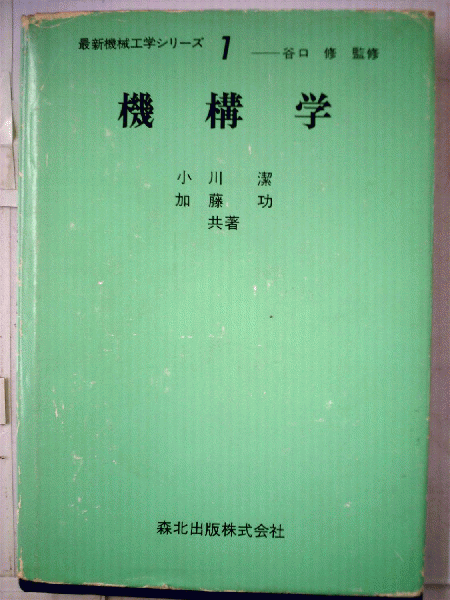 最新機械工学シリーズ 1 ――谷口 修 監修
機構学
小川 潔
加藤 功
共著
森北出版株式会社